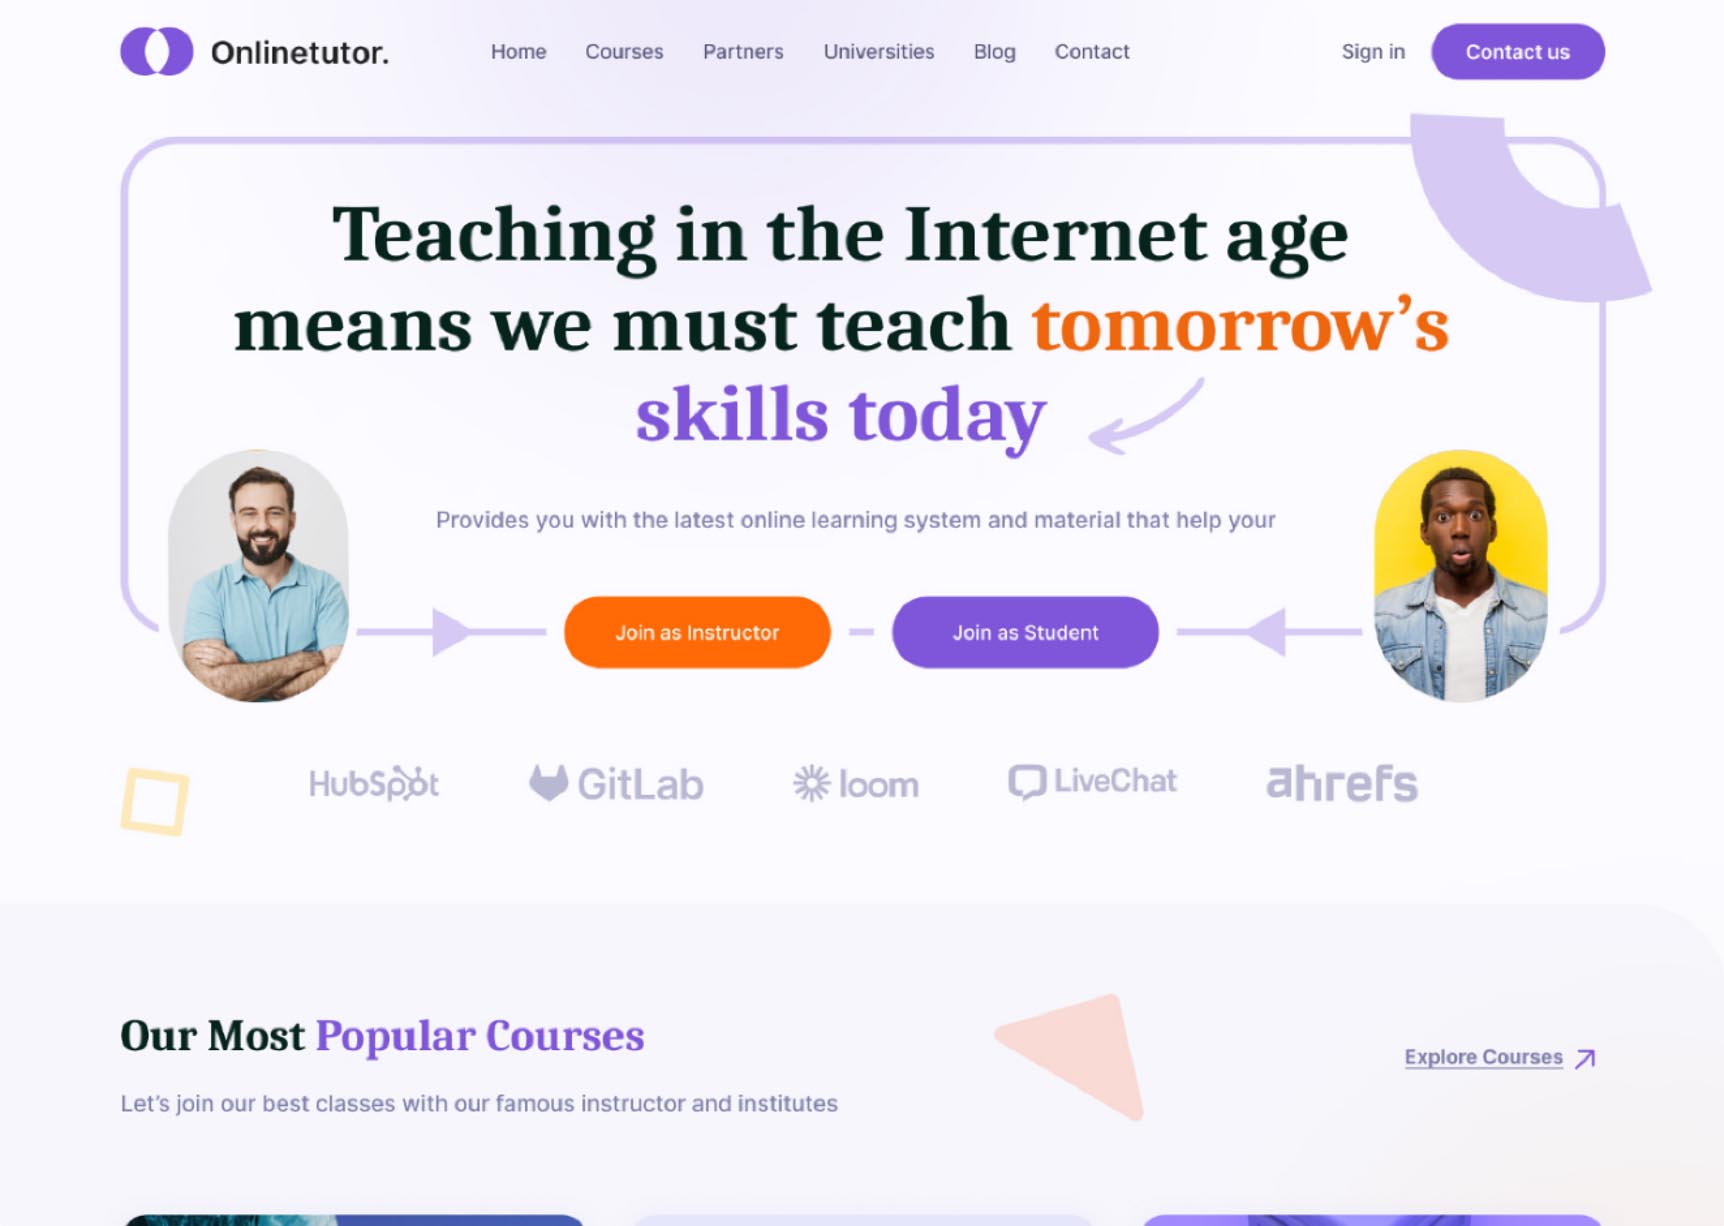 Onlinetutor.
Home Courses Partners Universities Blog Contact
Sign in
Contact us
Teaching in the Internet age
means we must teach tomorrow’s
skills today
Provides you with the latest online learning system and material that help your
Join as Instructor
Join as Student
HubSpot
GitLab
loom
LiveChat
ahrefs
Our Most Popular Courses
Explore Courses
Let’s join our best classes with our famous instructor and institutes